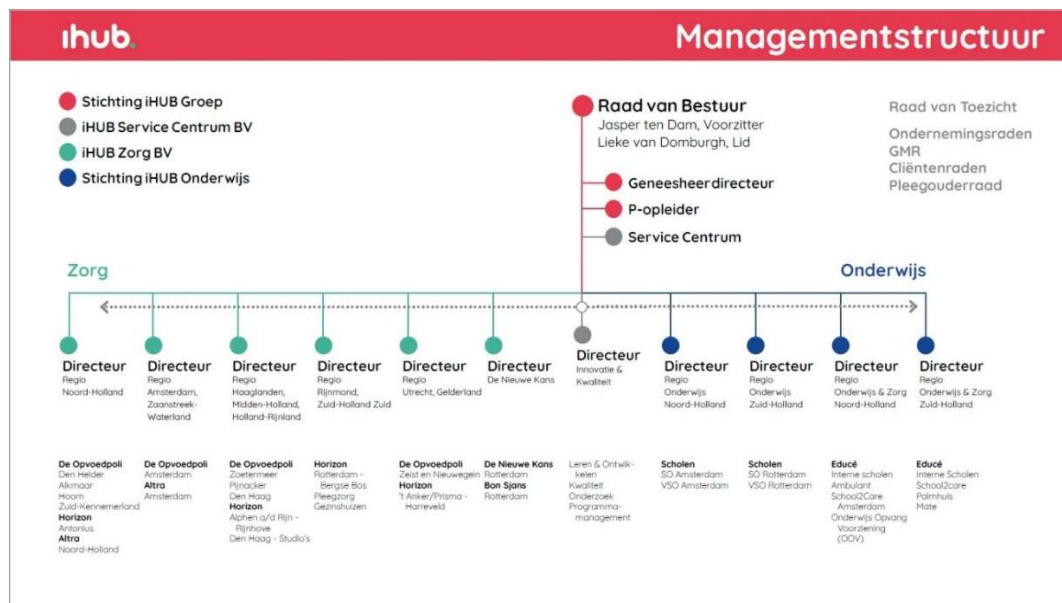 ihub.
Managementstructuur
Stichting iHUB Groep
iHUB Service Centrum BV
iHUB Zorg BV
Stichting iHUB Onderwijs
Raad van Bestuur
Jasper ten Dam, Voorzitter
Lieke van Domburgh, Lid
Geneesheerdirecteur
P-opleider
Service Centrum
Raad van Toezicht
Ondernemingsraden
GMR
Cliëntenraden
Pleegouderraad
Zorg
Onderwijs
Directeur
Regio
Noord-Holland
Directeur
Regio
Amsterdam,
Zaanstreek-
Waterland
Directeur
Regio
Haaglanden,
Midden-Holland,
Holland-Rijnland
Directeur
Regio
Rijnmond,
Zuid-Holland Zuid
Directeur
Regio
Utrecht, Gelderland
Directeur
De Nieuwe Kans
Directeur
Innovatie &
Kwaliteit
Directeur
Regio
Onderwijs
Noord-Holland
Directeur
Regio
Onderwijs
Zuid-Holland
Directeur
Regio
Onderwijs & Zorg
Noord-Holland
Directeur
Regio
Onderwijs & Zorg
Zuid-Holland
De Opvoedpoli
Den Helder
Alkmaar
Hoorn
Zuid-Kennemerland
Horizon
Antonius
Altra
Noord-Holland
De Opvoedpoli
Amsterdam
Altra
Amsterdam
De Opvoedpoli
Zoetermeer
Pijnacker
Den Haag
Horizon
Alphen a/d Rijn -
Rijnhove
Den Haag - Studio's
Horizon
Rotterdam -
Bergse Bos
Pleegzorg
Gezinshuizen
De Opvoedpoli
Zeist en Nieuwegein
Horizon
't Anker/Prisma -
Harreveld
De Nieuwe Kans
Rotterdam
Bon Sjans
Rotterdam
Leren & Ontwik-
kelen
Kwaliteit
Onderzoek
Programma-
management
Scholen
SO Amsterdam
VSO Amsterdam
Scholen
SO Rotterdam
VSO Rotterdam
Educé
Interne scholen
Ambulant
School2Care
Amsterdam
Onderwijs Opvang
Voorziening
(OOV)
Educé
Interne Scholen
School2care
Palmhuis
Mate